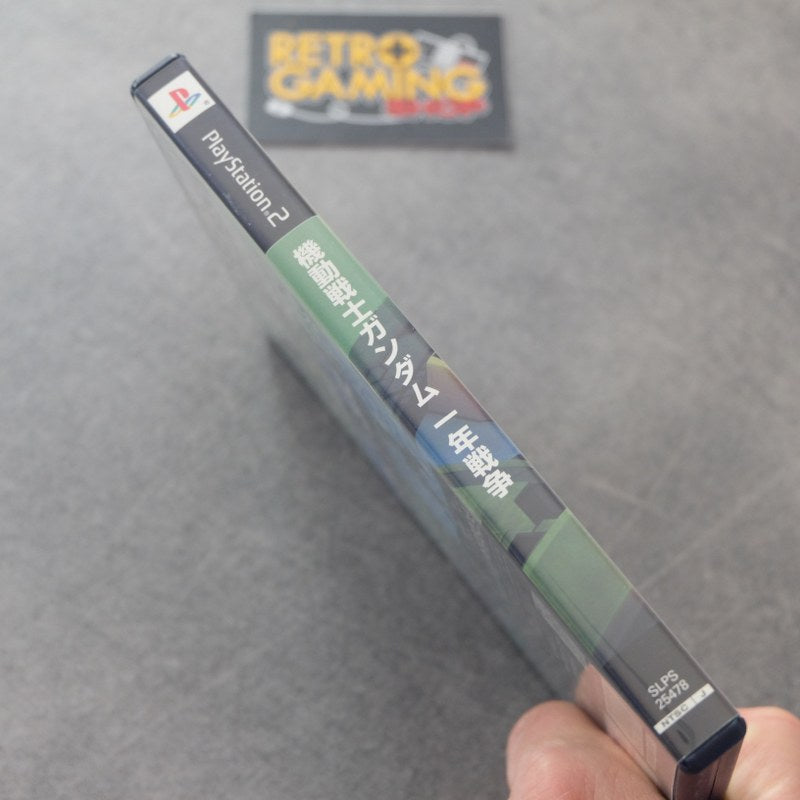 RETRO
GAMING
SHOP
PlayStation®2
機動戦士ガンダム 一年戦争
SLPS
25478
NTSC J